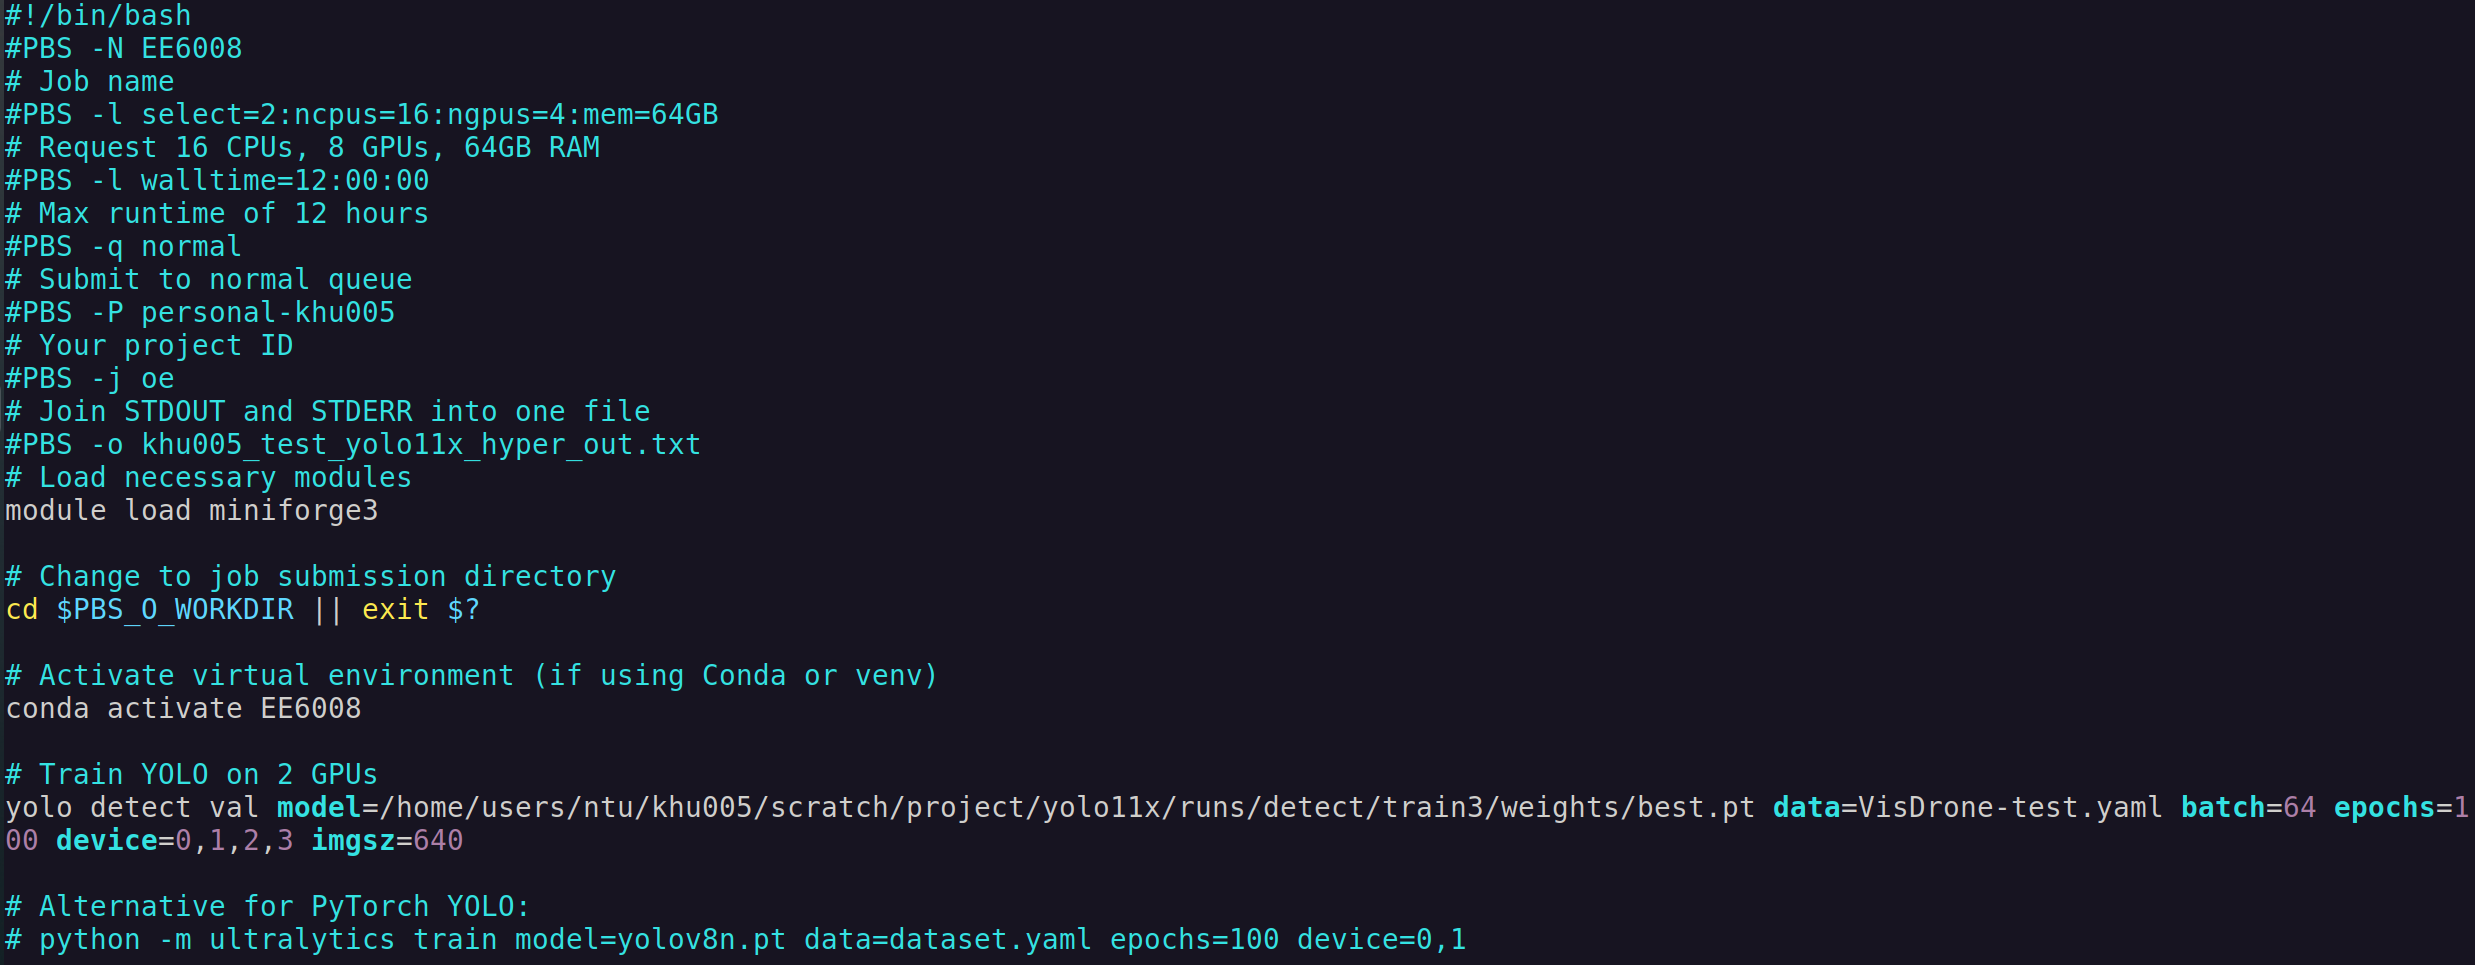 #!/bin/bash
#PBS -N EE6008
# Job name
#PBS -l select=2:ncpus=16:ngpus=4:mem=64GB
# Request 16 CPUs, 8 GPUs, 64GB RAM
#PBS -l walltime=12:00:00
# Max runtime of 12 hours
#PBS -q normal
# Submit to normal queue
#PBS -P personal-khu005
# Your project ID
#PBS -j oe
# Join STDOUT and STDERR into one file
#PBS -o khu005_test_yolo11x_hyper_out.txt
# Load necessary modules
module load miniforge3
# Change to job submission directory
cd $PBS_O_WORKDIR || exit $?
# Activate virtual environment (if using Conda or venv)
conda activate EE6008
# Train YOLO on 2 GPUs
yolo detect val model=/home/users/ntu/khu005/scratch/project/yolo11x/runs/detect/train3/weights/best.pt data=VisDrone-test.yaml batch=64 epochs=1
00 device=0,1,2,3 imgsz=640
# Alternative for PyTorch YOLO:
# python -m ultralytics train model=yolov8n.pt data=dataset.yaml epochs=100 device=0,1